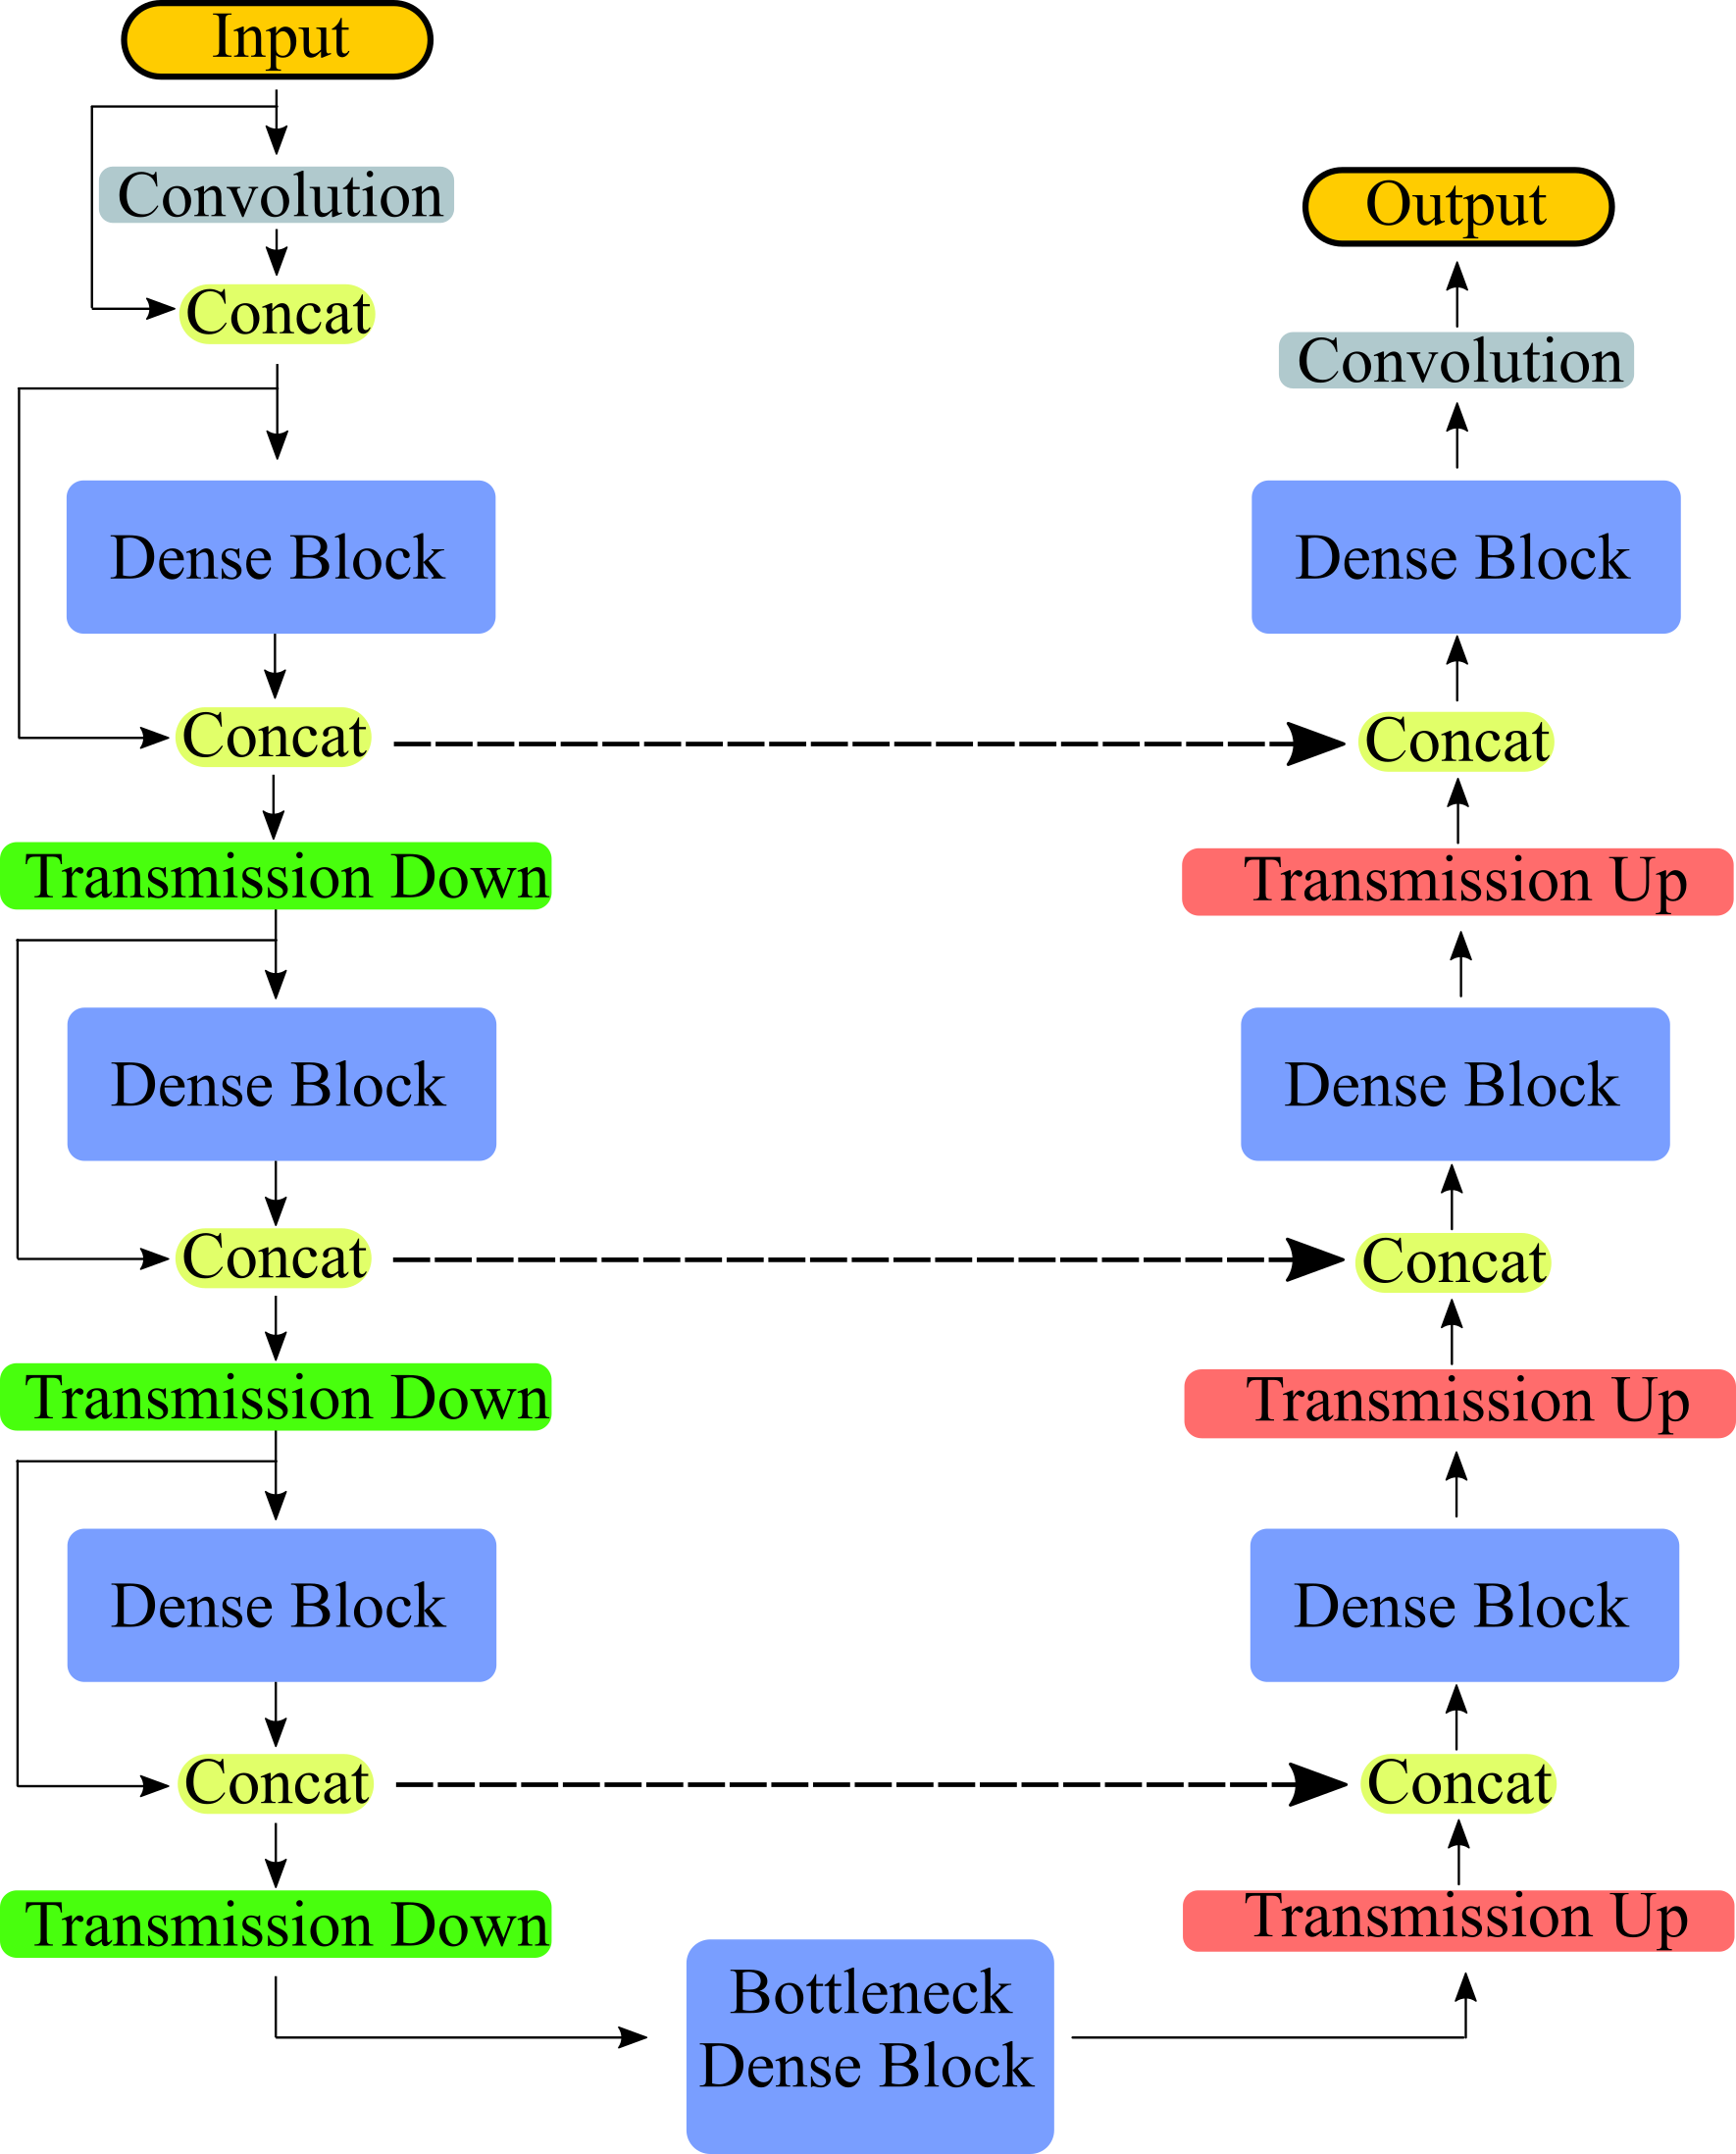 Input
Convolution
Concat
Dense Block
Concat
Transmission Down
Dense Block
Concat
Transmission Down
Dense Block
Concat
Transmission Down
Bottleneck
Dense Block
Output
Convolution
Dense Block
Concat
Transmission Up
Dense Block
Concat
Transmission Up
Dense Block
Concat
Transmission Up